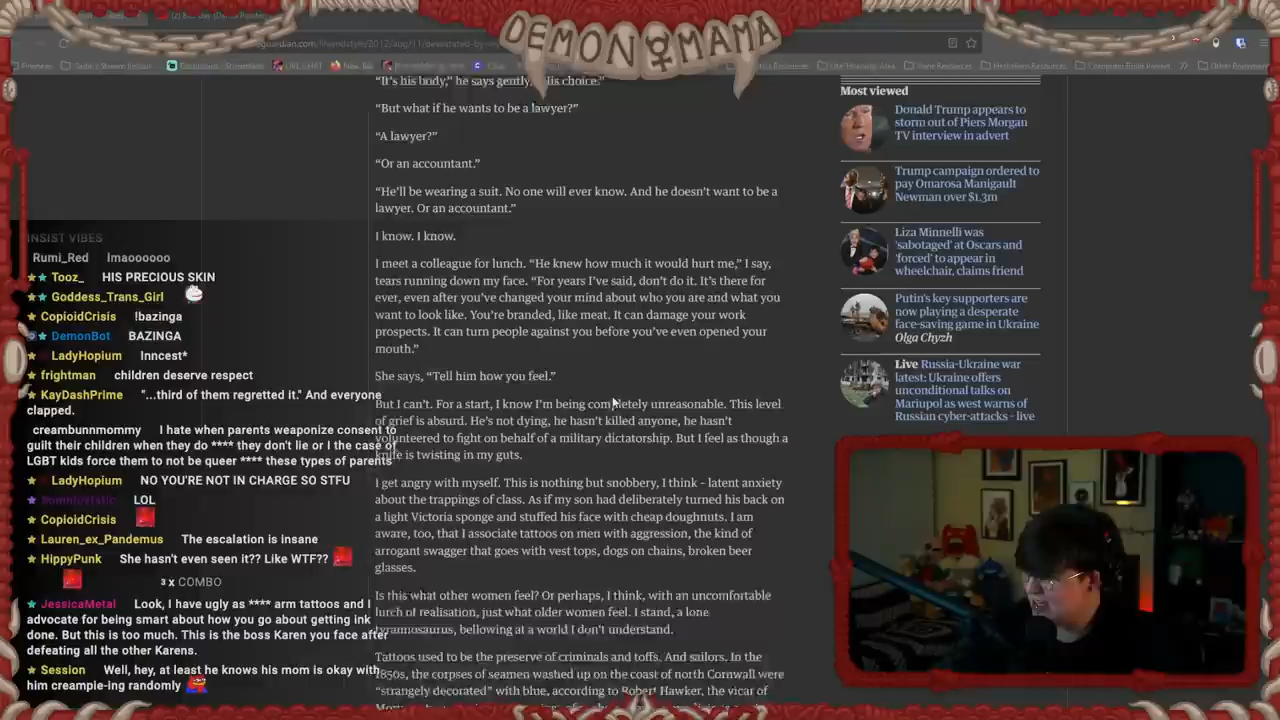 DEMON MAMA
guardian.com/lifeandstyle/2012/aug/11/devastated-by-
"It's his body," he says gently. "His choice."
"But what if he wants to be a lawyer?"
"A lawyer?"
"Or an accountant."
"He'll be wearing a suit. No one will ever know. And he doesn't want to be a
lawyer. Or an accountant."
I know. I know.
I meet a colleague for lunch. "He knew how much it would hurt me," I say,
tears running down my face. "For years I've said, don't do it. It's there for
ever, even after you've changed your mind about who you are and what you
want to look like. You're branded, like meat. It can damage your work
prospects. It can turn people against you before you've even opened your
mouth."
She says, "Tell him how you feel."
But I can't. For a start, I know I'm being completely unreasonable. This level
of grief is absurd. He's not dying, he hasn't killed anyone, he hasn't
volunteered to fight on behalf of a military dictatorship. But I feel as though a
knife is twisting in my guts.
I get angry with myself. This is nothing but snobbery, I think – latent anxiety
about the trappings of class. As if my son had deliberately turned his back on
a light Victoria sponge and stuffed his face with cheap doughnuts. I am
aware, too, that I associate tattoos on men with aggression, the kind of
arrogant swagger that goes with vest tops, dogs on chains, broken beer
glasses.
Is this what other women feel? Or perhaps, I think, with an uncomfortable
lurch of realisation, just what older women feel. I stand, a lone
tyrannosaurus, bellowing at a world I don't understand.
Tattoos used to be the preserve of criminals and toffs. And sailors. In the
1850s, the corpses of seamen washed up on the coast of north Cornwall were
"strangely decorated" with blue, according to Robert Hawker, the vicar of
Most viewed
Donald Trump appears to
storm out of Piers Morgan
TV interview in advert
Trump campaign ordered to
pay Omarosa Manigault
Newman over $1.3m
Liza Minnelli was
'sabotaged' at Oscars and
'forced' to appear in
wheelchair, claims friend
Putin's key supporters are
now playing a desperate
face-saving game in Ukraine
Olga Chyzh
Live Russia-Ukraine war
latest: Ukraine offers
unconditional talks on
Mariupol as west warns of
Russian cyber-attacks – live
INSIST VIBES
Rumi_Red lmaoooooo
Tooz_ HIS PRECIOUS SKIN
Goddess_Trans_Girl
CopioidCrisis !bazinga
DemonBot BAZINGA
LadyHopium Inncest*
frightman children deserve respect
KayDashPrime "...third of them regretted it." And everyone
clapped.
creambunnmommy I hate when parents weaponize consent to
guilt their children when they do **** they don't lie or I the case of
LGBT kids force them to not be queer **** these types of parents
LadyHopium NO YOU'RE NOT IN CHARGE SO STFU
LOL
CopioidCrisis
Lauren_ex_Pandemus The escalation is insane
HippyPunk She hasn't even seen it?? Like WTF??
3 x COMBO
JessicaMetal Look, I have ugly as **** arm tattoos and I
advocate for being smart about how you go about getting ink
done. But this is too much. This is the boss Karen you face after
defeating all the other Karens.
Session Well, hey, at least he knows his mom is okay with
him creampie-ing randomly